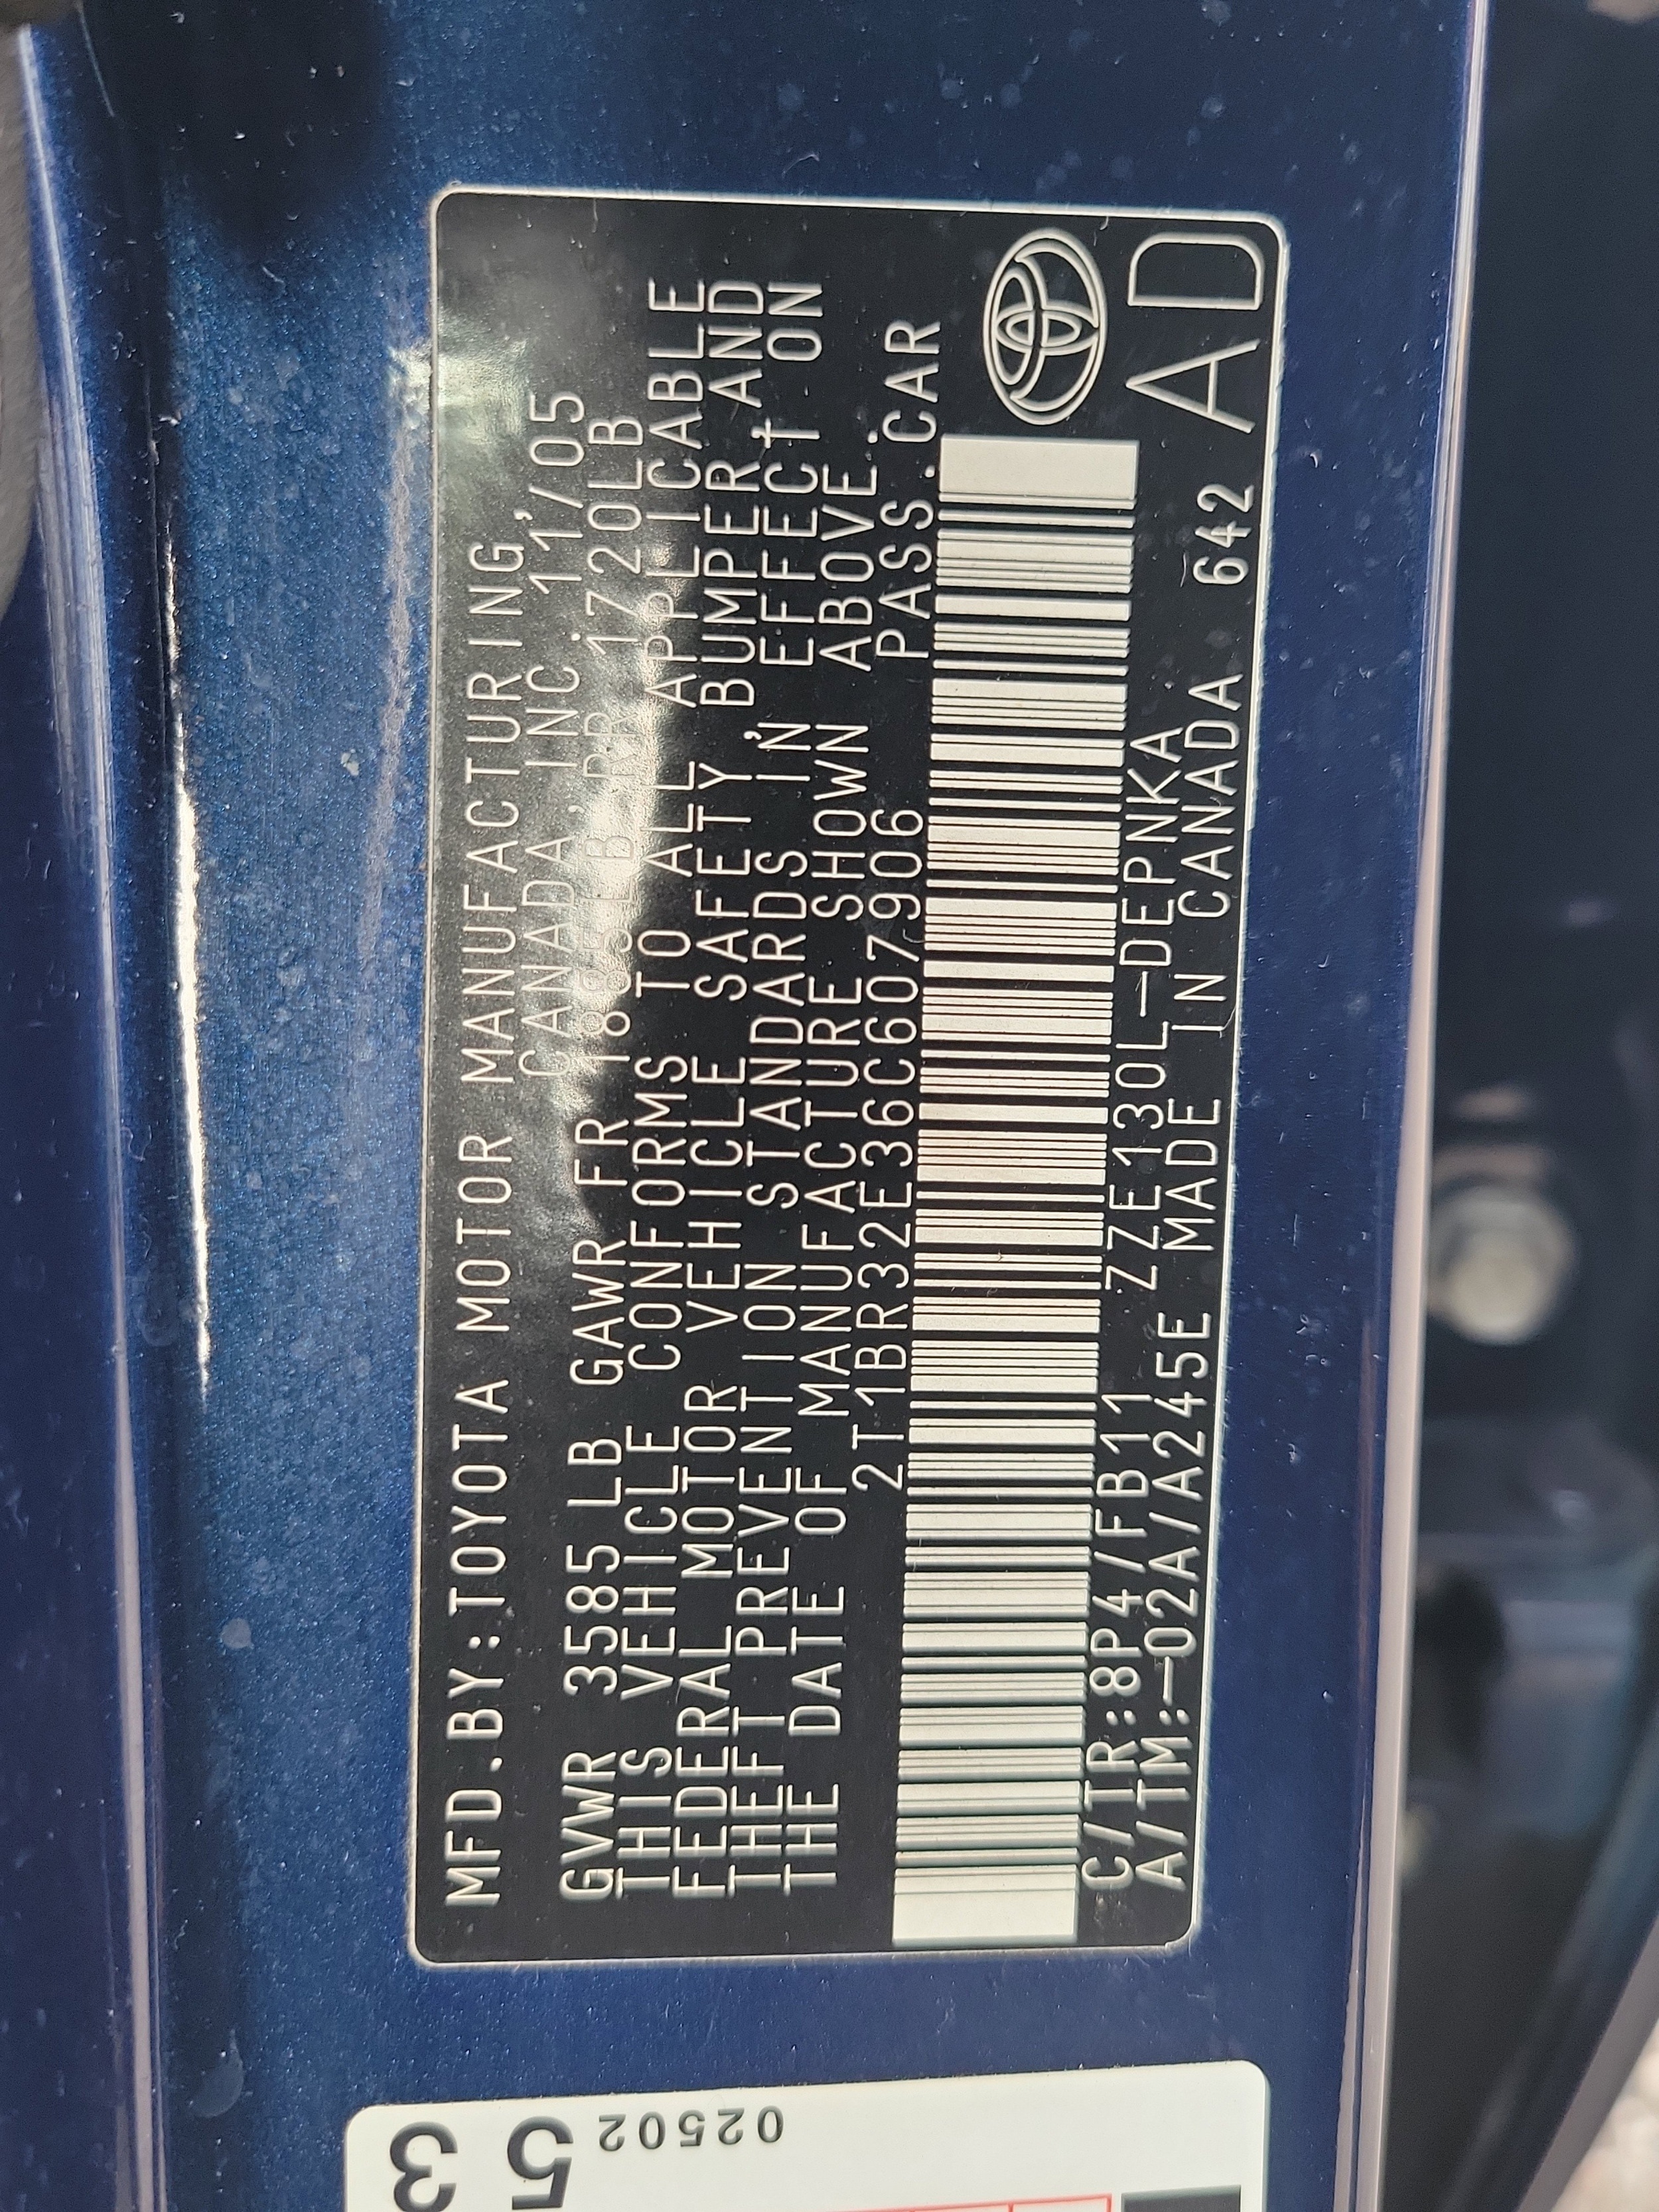 MFD.BY:TOYOTA MOTOR MANUFACTURING,
CANADA, INC. 11/05
GVWR 3585 LB GAWR FR 1885LB RR 1720LB
THIS VEHICLE CONFORMS TO ALL APPLICABLE
FEDERAL MOTOR VEHICLE SAFETY, BUMPER AND
THEFT PREVENTION STANDARDS IN EFFECT ON
THE DATE OF MANUFACTURE SHOWN ABOVE.
2T1BR32E36C607906 PASS.CAR
C/TR:8P4/FB11 ZZE130L-DEPNKA
A/TM:-02A/A245E MADE IN CANADA 642
AD
02502
5
3